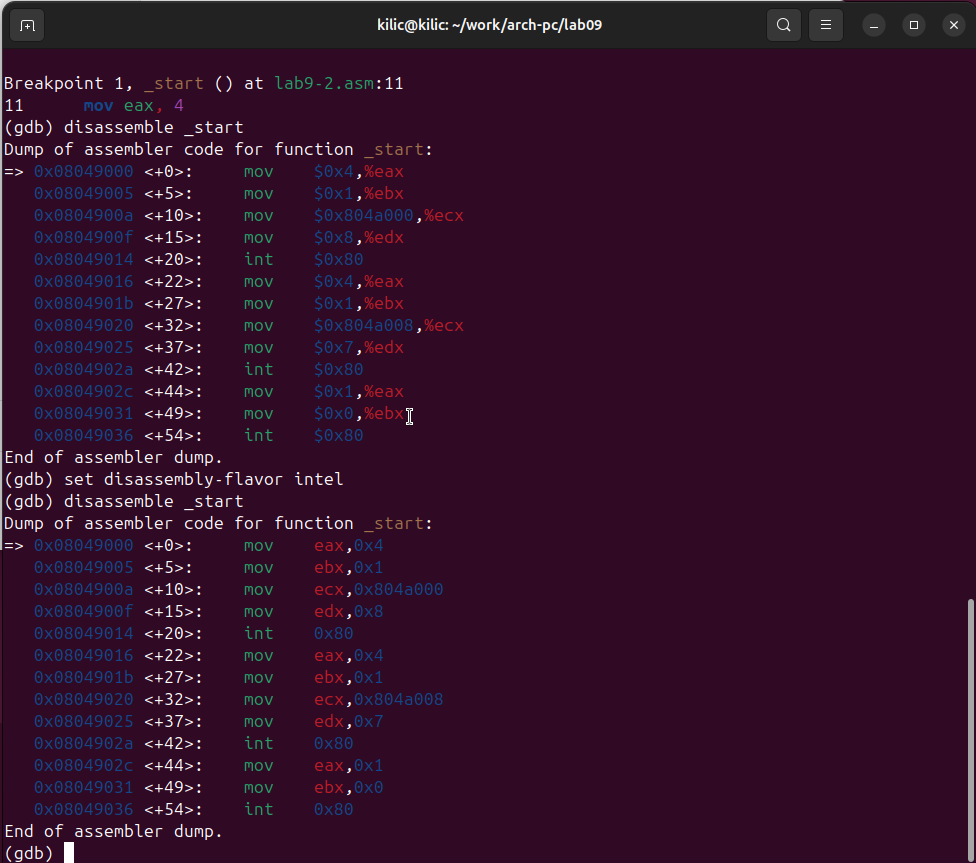 kilic@kilic: ~/work/arch-pc/lab09
Breakpoint 1, _start () at lab9-2.asm:11
11      mov eax, 4
(gdb) disassemble _start
Dump of assembler code for function _start:
=> 0x08049000 <+0>:     mov    $0x4,%eax
   0x08049005 <+5>:     mov    $0x1,%ebx
   0x0804900a <+10>:    mov    $0x804a000,%ecx
   0x0804900f <+15>:    mov    $0x8,%edx
   0x08049014 <+20>:    int    $0x80
   0x08049016 <+22>:    mov    $0x4,%eax
   0x0804901b <+27>:    mov    $0x1,%ebx
   0x08049020 <+32>:    mov    $0x804a008,%ecx
   0x08049025 <+37>:    mov    $0x7,%edx
   0x0804902a <+42>:    int    $0x80
   0x0804902c <+44>:    mov    $0x1,%eax
   0x08049031 <+49>:    mov    $0x0,%ebx
   0x08049036 <+54>:    int    $0x80
End of assembler dump.
(gdb) set disassembly-flavor intel
(gdb) disassemble _start
Dump of assembler code for function _start:
=> 0x08049000 <+0>:     mov    eax,0x4
   0x08049005 <+5>:     mov    ebx,0x1
   0x0804900a <+10>:    mov    ecx,0x804a000
   0x0804900f <+15>:    mov    edx,0x8
   0x08049014 <+20>:    int    0x80
   0x08049016 <+22>:    mov    eax,0x4
   0x0804901b <+27>:    mov    ebx,0x1
   0x08049020 <+32>:    mov    ecx,0x804a008
   0x08049025 <+37>:    mov    edx,0x7
   0x0804902a <+42>:    int    0x80
   0x0804902c <+44>:    mov    eax,0x1
   0x08049031 <+49>:    mov    ebx,0x0
   0x08049036 <+54>:    int    0x80
End of assembler dump.
(gdb)